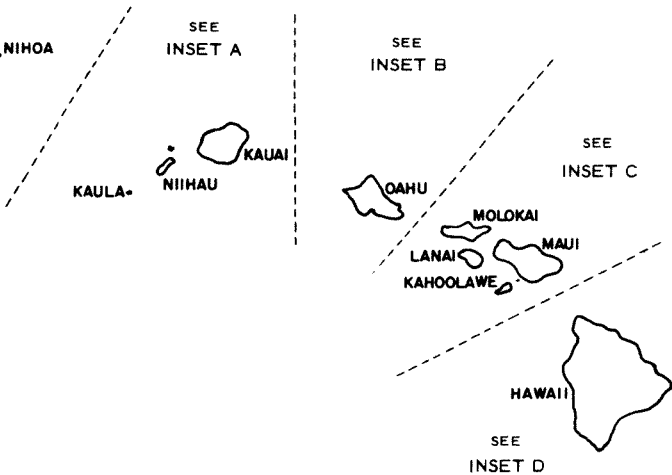 NIHOA
SEE
INSET A
SEE
INSET B
SEE
INSET C
KAUAI
NIIHAU
KAULA
OAHU
MOLOKAI
LANAI
MAUI
KAHOOLAWE
HAWAII
SEE
INSET D